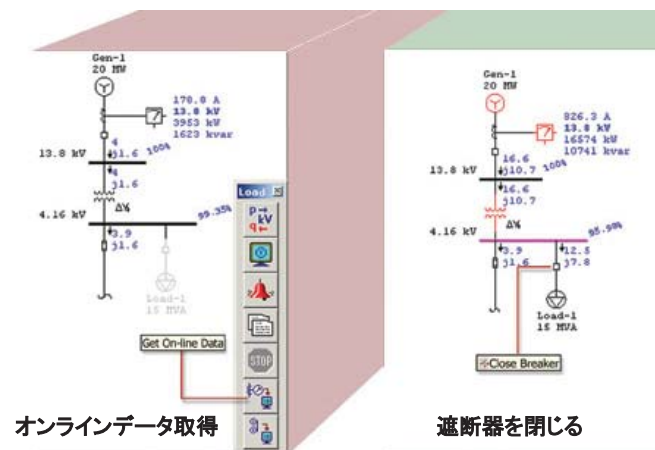 Gen-1
20 MW
178.8 A
13.8 kV
3953 kW
1623 kvar
4
j1.6
100%
13.8 kV
4
j1.6
Δ Y
4.16 kV
99.35%
3.9
j1.6
Load-1
15 MVA
Get On-line Data
オンラインデータ取得
Load
P
kV
q
STOP
Gen-1
20 MW
826.3 A
13.8 kV
16574 kW
10741 kvar
16.6
j10.7
100%
13.8 kV
16.6
j10.7
Δ Y
4.16 kV
95.90%
3.9
j1.6
12.5
j7.8
Load-1
15 MVA
Close Breaker
遮断器を閉じる